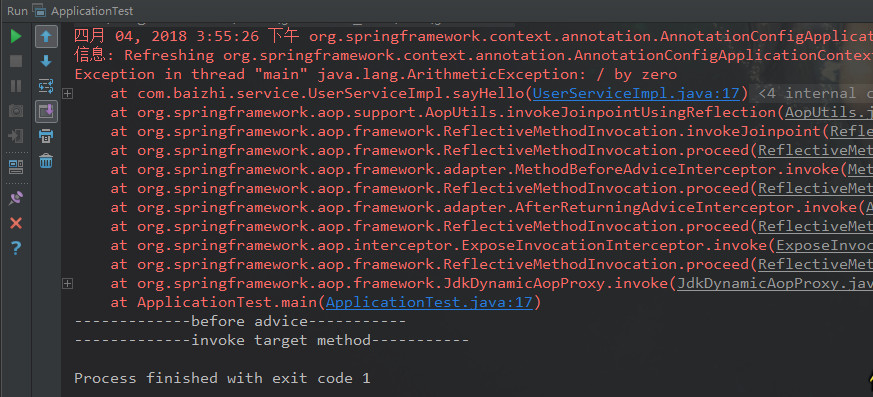 Run ApplicationTest
四月 04, 2018 3:55:26 下午 org.springframework.context.annotation.AnnotationConfigApplica
信息: Refreshing org.springframework.context.annotation.AnnotationConfigApplicationContext
Exception in thread "main" java.lang.ArithmeticException: / by zero
at com.baizhi.service.UserServiceImpl.sayHello(UserServiceImpl.java:17) <4 internal c
at org.springframework.aop.support.AopUtils.invokeJoinpointUsingReflection(AopUtils.j
at org.springframework.aop.framework.ReflectiveMethodInvocation.invokeJoinpoint(Refle
at org.springframework.aop.framework.ReflectiveMethodInvocation.proceed(ReflectiveMet
at org.springframework.aop.framework.adapter.MethodBeforeAdviceInterceptor.invoke(Met
at org.springframework.aop.framework.ReflectiveMethodInvocation.proceed(ReflectiveMet
at org.springframework.aop.framework.adapter.AfterReturningAdviceInterceptor.invoke(A
at org.springframework.aop.framework.ReflectiveMethodInvocation.proceed(ReflectiveMet
at org.springframework.aop.interceptor.ExposeInvocationInterceptor.invoke(ExposeInvoc
at org.springframework.aop.framework.ReflectiveMethodInvocation.proceed(ReflectiveMet
at org.springframework.aop.framework.JdkDynamicAopProxy.invoke(JdkDynamicAopProxy.jav
at ApplicationTest.main(ApplicationTest.java:17)
-------------before advice-----------
-------------invoke target method-----------
Process finished with exit code 1